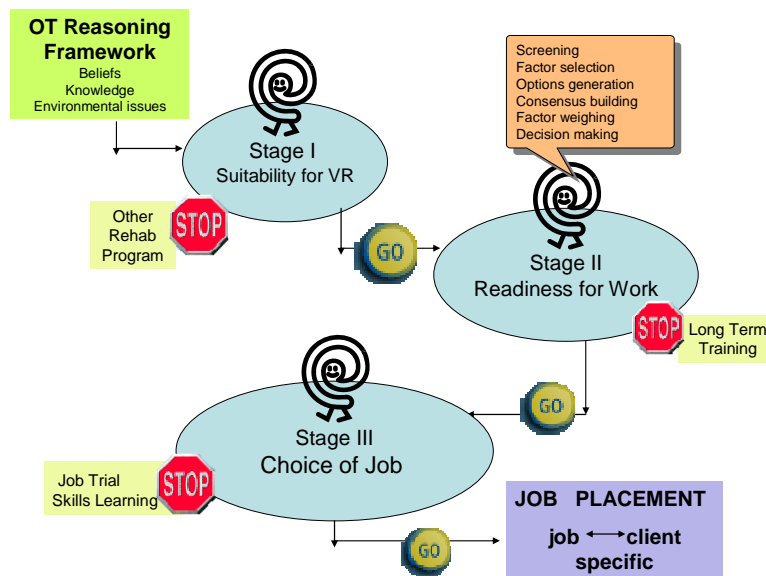 OT Reasoning
Framework
Beliefs
Knowledge
Environmental issues
Screening
Factor selection
Options generation
Consensus building
Factor weighing
Decision making
Stage I
Suitability for VR
STOP
Other
Rehab
Program
GO
Stage II
Readiness for Work
STOP
Long Term
Training
GO
Stage III
Choice of Job
STOP
Job Trial
Skills Learning
GO
JOB PLACEMENT
job client
specific